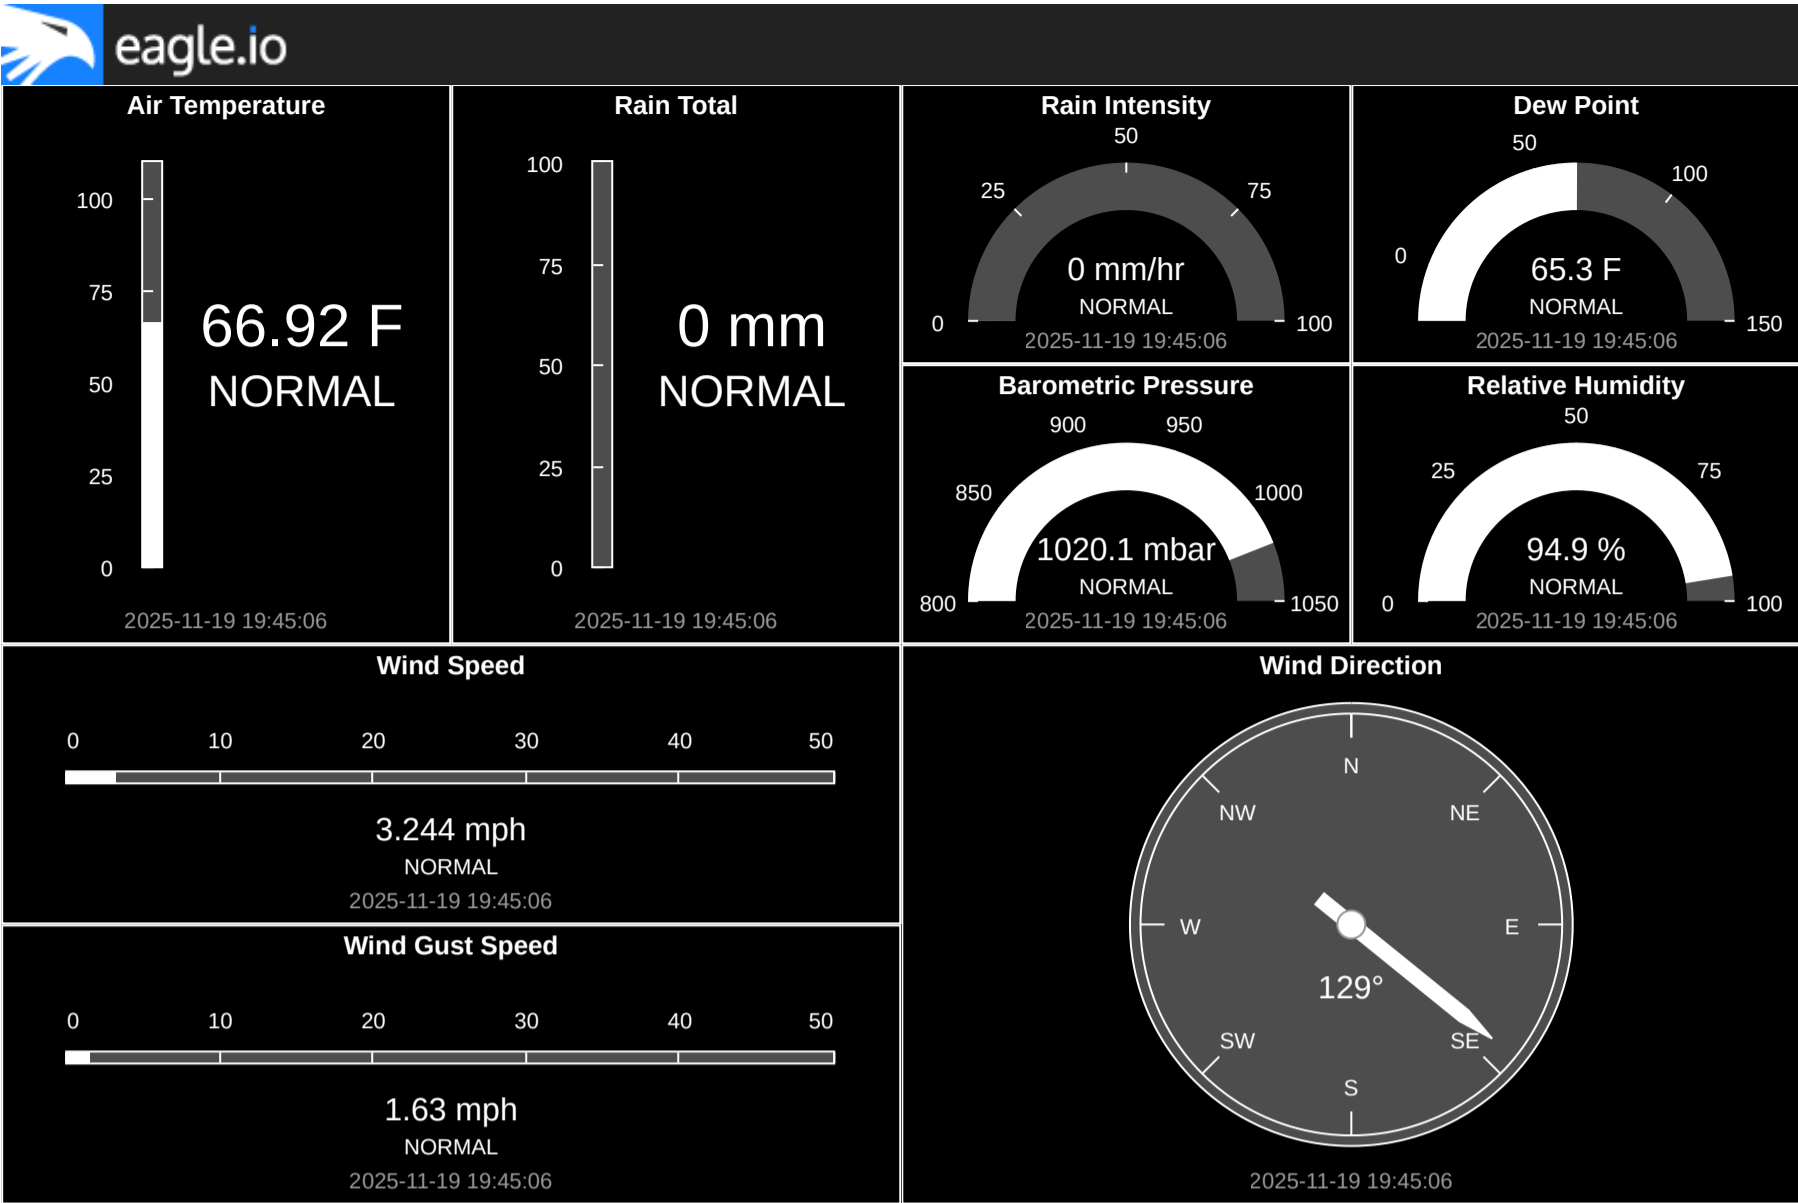 eagle.io
Air Temperature
100
75
50
25
0
66.92 F
NORMAL
2025-11-19 19:45:06
Rain Total
100
75
50
25
0
0 mm
NORMAL
2025-11-19 19:45:06
Rain Intensity
50
25
75
0
100
0 mm/hr
NORMAL
2025-11-19 19:45:06
Dew Point
50
100
0
150
65.3 F
NORMAL
2025-11-19 19:45:06
Barometric Pressure
900
950
850
1000
800
1050
1020.1 mbar
NORMAL
2025-11-19 19:45:06
Relative Humidity
50
25
75
0
100
94.9 %
NORMAL
2025-11-19 19:45:06
Wind Speed
0 10 20 30 40 50
3.244 mph
NORMAL
2025-11-19 19:45:06
Wind Gust Speed
0 10 20 30 40 50
1.63 mph
NORMAL
2025-11-19 19:45:06
Wind Direction
N
NW
NE
W
E
129°
SW
SE
S
2025-11-19 19:45:06